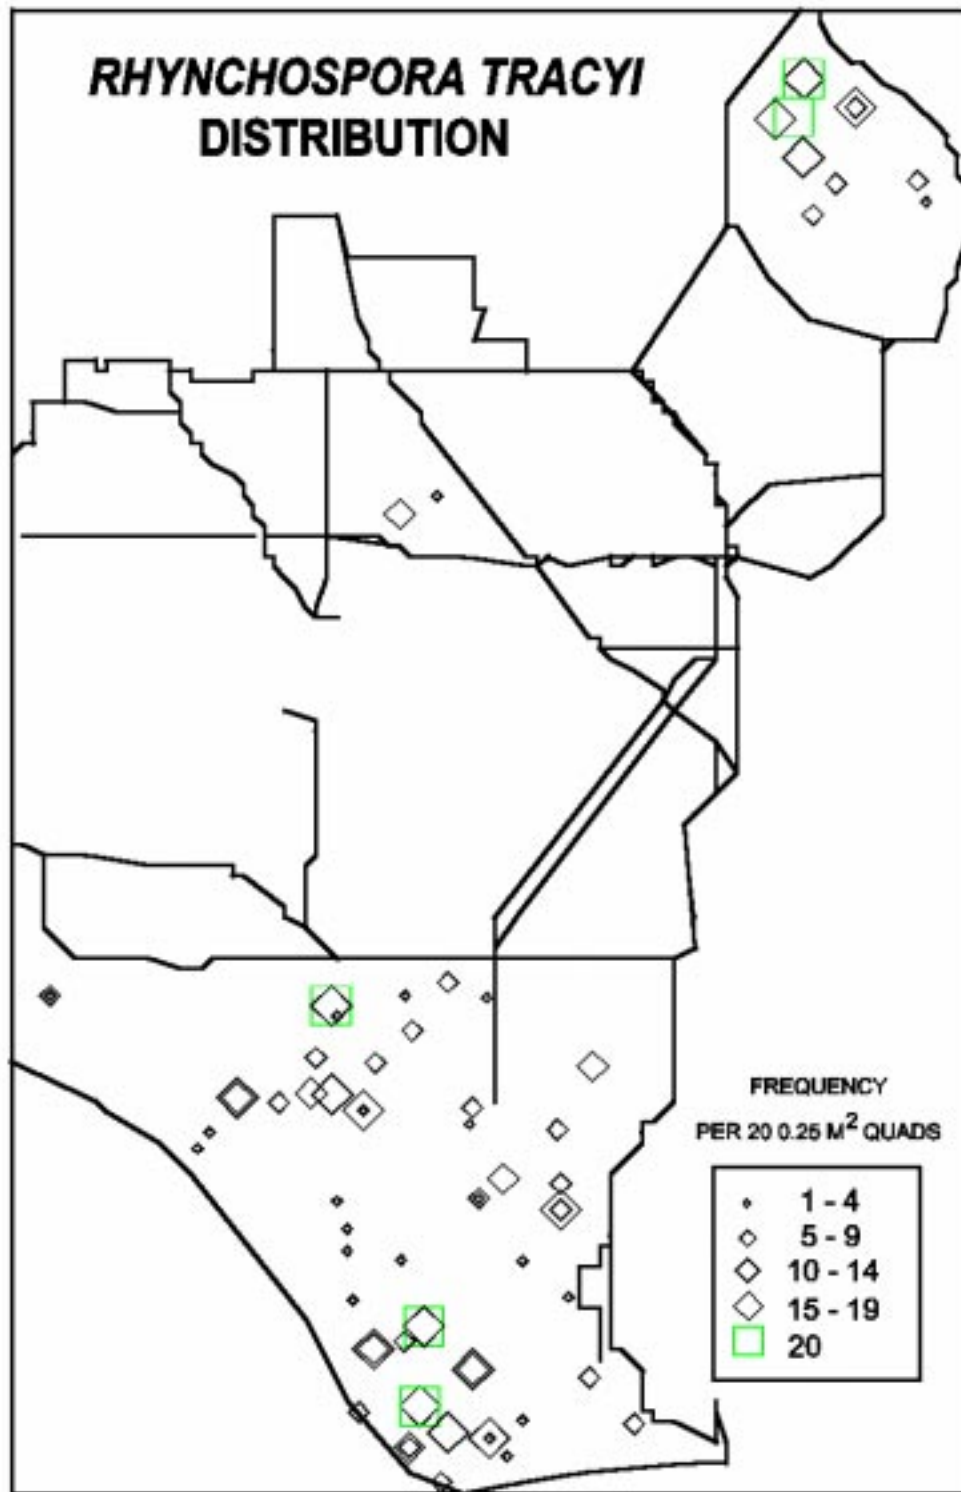 RHYNCHOSPORA TRACYI
DISTRIBUTION
FREQUENCY
PER 20 0.25 M² QUADS
1 - 4
5 - 9
10 - 14
15 - 19
20